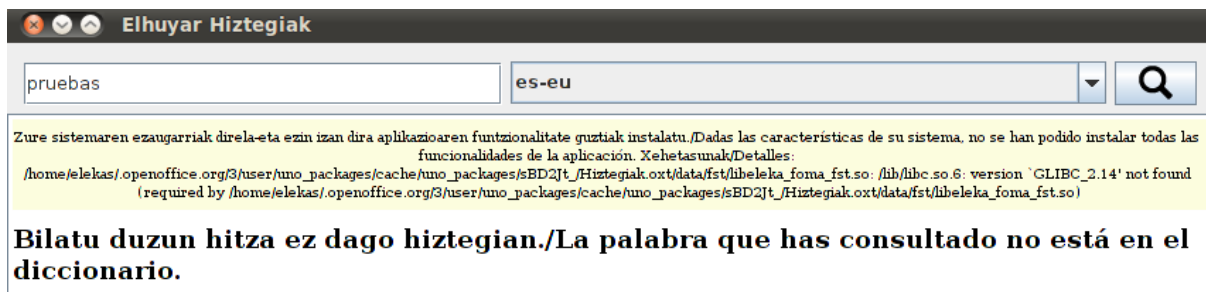 Elhuyar Hiztegiak
pruebas es-eu
Zure sistemaren ezaugarriak direla-eta ezin izan dira aplikazioaren funtzionalitate guztiak instalatu./Dadas las características de su sistema, no se han podido instalar todas las
funcionalidades de la aplicación. Xehetasunak/Detalles:
/home/elekas/.openoffice.org/3/user/uno_packages/cache/uno_packages/sBD2Jt_/Hiztegiak.oxt/data/fst/libeleka_foma_fst.so: /lib/libc.so.6: version `GLIBC_2.14' not found
(required by /home/elekas/.openoffice.org/3/user/uno_packages/cache/uno_packages/sBD2Jt_/Hiztegiak.oxt/data/fst/libeleka_foma_fst.so)
Bilatu duzun hitza ez dago hiztegian./La palabra que has consultado no está en el
diccionario.